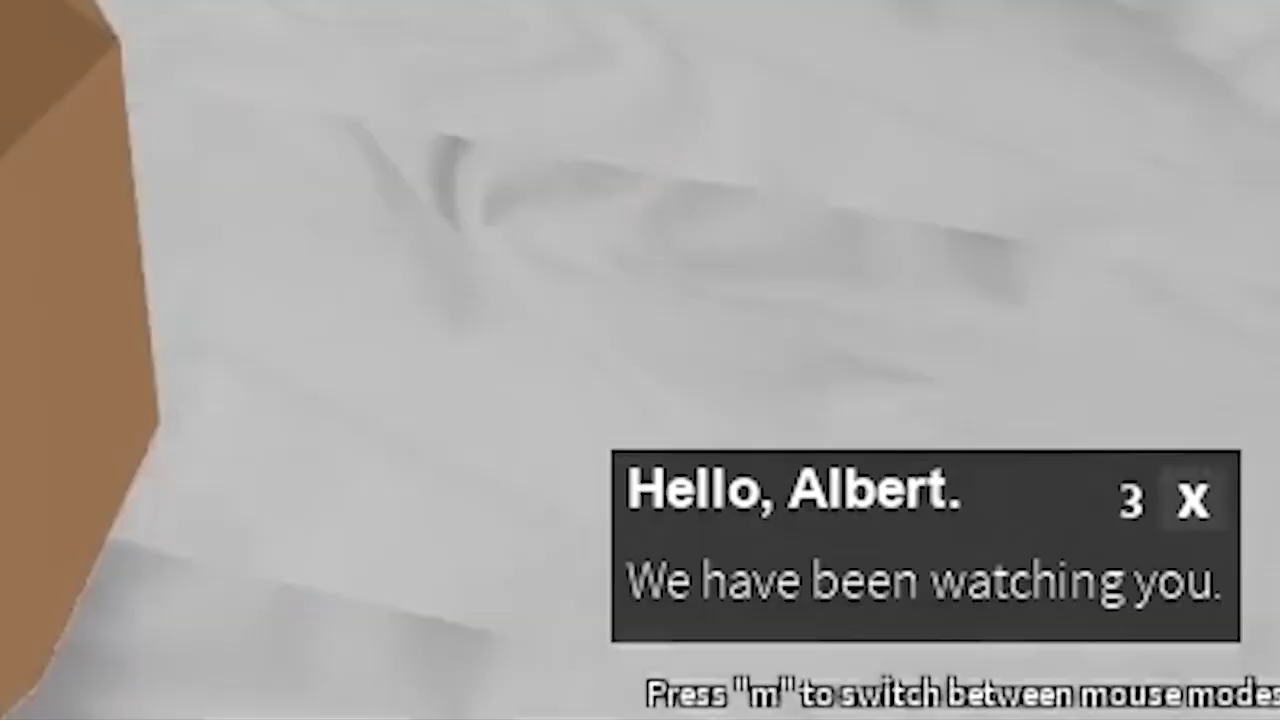 Hello, Albert. 3 X
We have been watching you.
Press "m" to switch between mouse modes